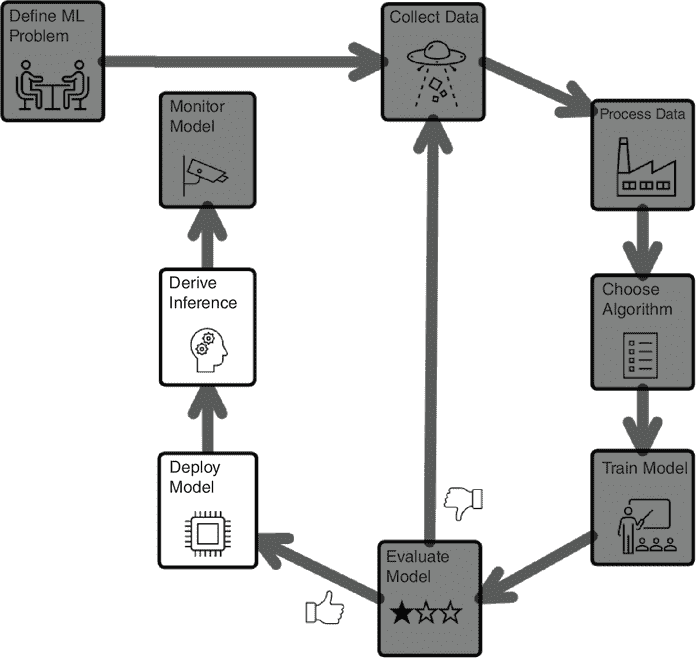 Define ML
Problem
Collect Data
Process Data
Monitor
Model
Derive
Inference
Choose
Algorithm
Deploy
Model
Train Model
Evaluate
Model